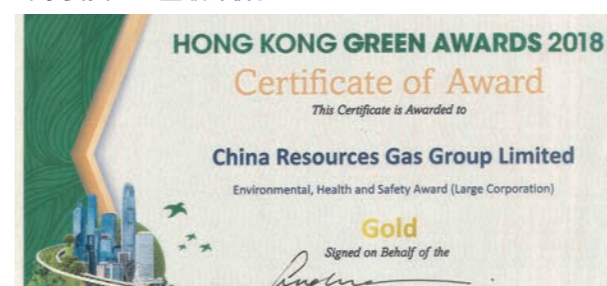 HONG KONG GREEN AWARDS 2018
Certificate of Award
This Certificate is Awarded to
China Resources Gas Group Limited
Environmental, Health and Safety Award (Large Corporation)
Gold
Signed on Behalf of the